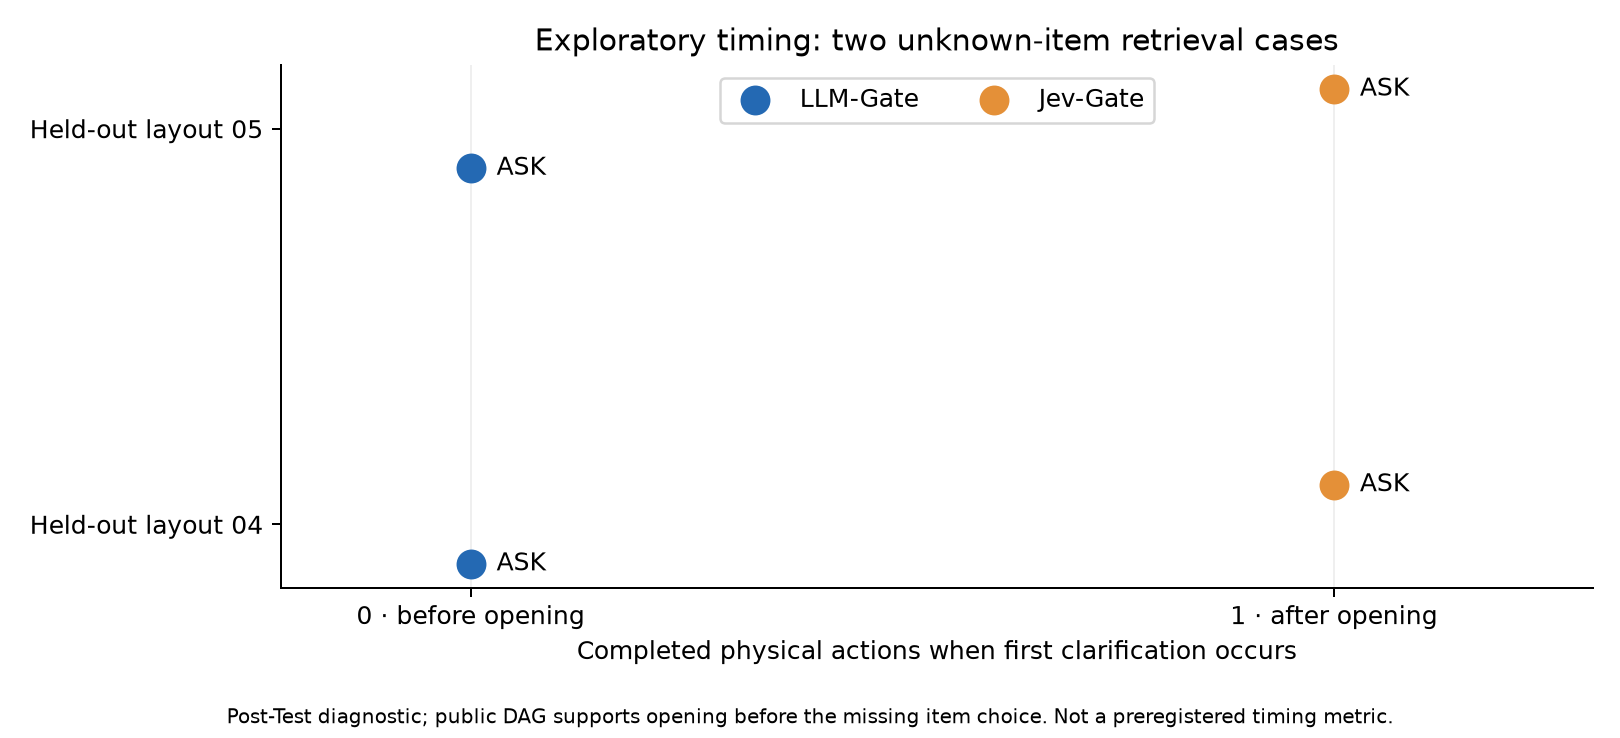 Exploratory timing: two unknown-item retrieval cases
LLM-Gate
Jev-Gate
ASK
Held-out layout 05
ASK
ASK
Held-out layout 04
ASK
0 · before opening
1 · after opening
Completed physical actions when first clarification occurs
Post-Test diagnostic; public DAG supports opening before the missing item choice. Not a preregistered timing metric.